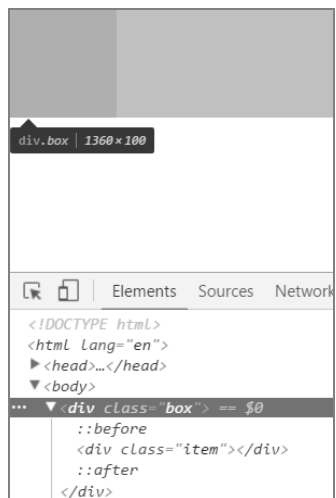 div.box | 1360 × 100
Elements Sources Network
<!DOCTYPE html>
<html lang="en">
▶<head>…</head>
▼<body>
••• ▼<div class="box"> == $0
::before
<div class="item"></div>
::after
</div>